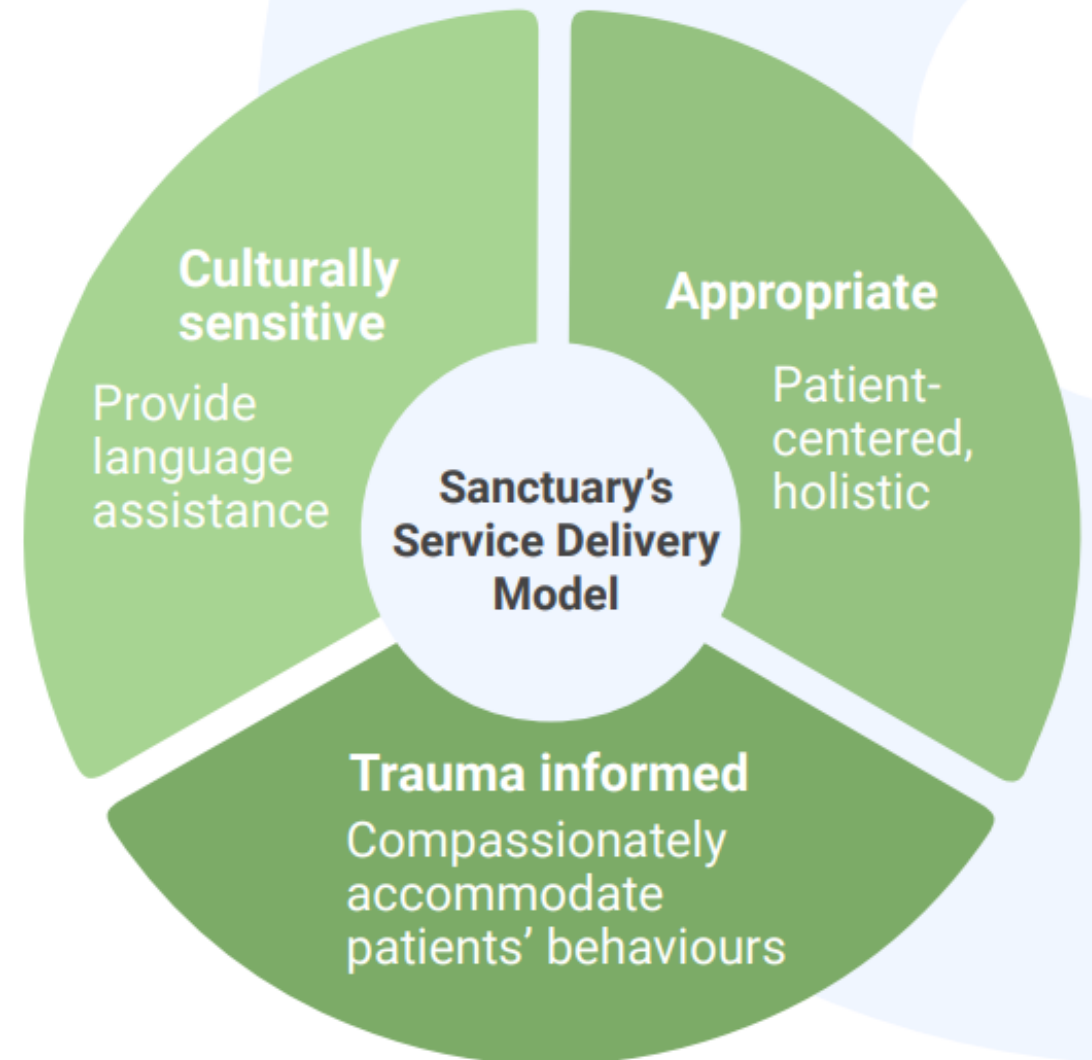 Culturally
sensitive
Provide
language
assistance
Appropriate
Patient-
centered,
holistic
Sanctuary’s
Service Delivery
Model
Trauma informed
Compassionately
accommodate
patients’ behaviours